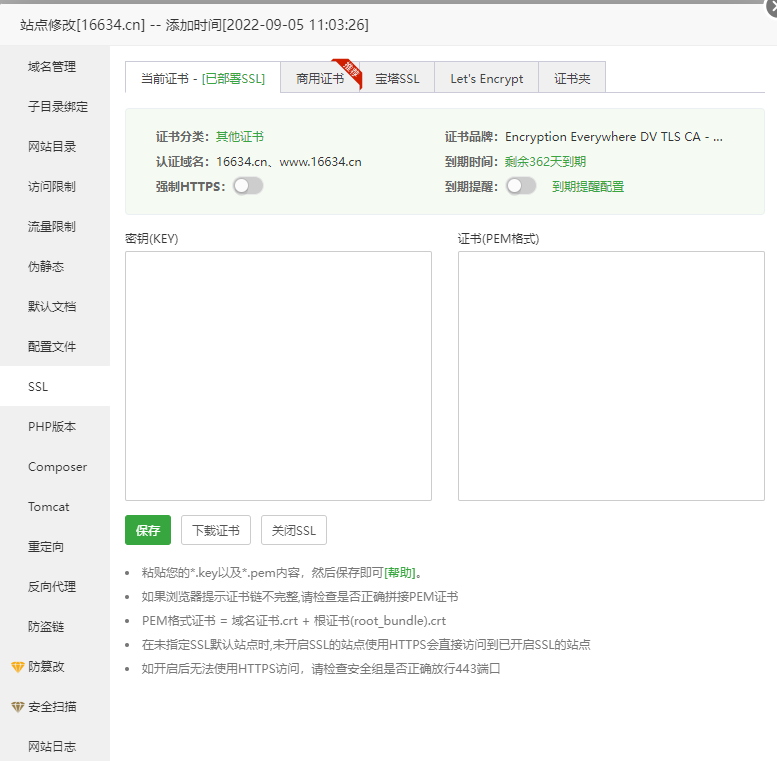 站点修改[16634.cn] -- 添加时间[2022-09-05 11:03:26]
域名管理
子目录绑定
网站目录
访问限制
流量限制
伪静态
默认文档
配置文件
SSL
PHP版本
Composer
Tomcat
重定向
反向代理
防盗链
防篡改
安全扫描
网站日志
当前证书 - [已部署SSL]
商用证书
推荐
宝塔SSL
Let's Encrypt
证书夹
证书分类：其他证书
证书品牌：Encryption Everywhere DV TLS CA - ...
认证域名：16634.cn、www.16634.cn
到期时间：剩余362天到期
强制HTTPS：
到期提醒： 到期提醒配置
密钥(KEY)
证书(PEM格式)
保存
下载证书
关闭SSL
粘贴您的*.key以及*.pem内容，然后保存即可[帮助]。
如果浏览器提示证书链不完整,请检查是否正确拼接PEM证书
PEM格式证书 = 域名证书.crt + 根证书(root_bundle).crt
在未指定SSL默认站点时,未开启SSL的站点使用HTTPS会直接访问到已开启SSL的站点
如开启后无法使用HTTPS访问，请检查安全组是否正确放行443端口